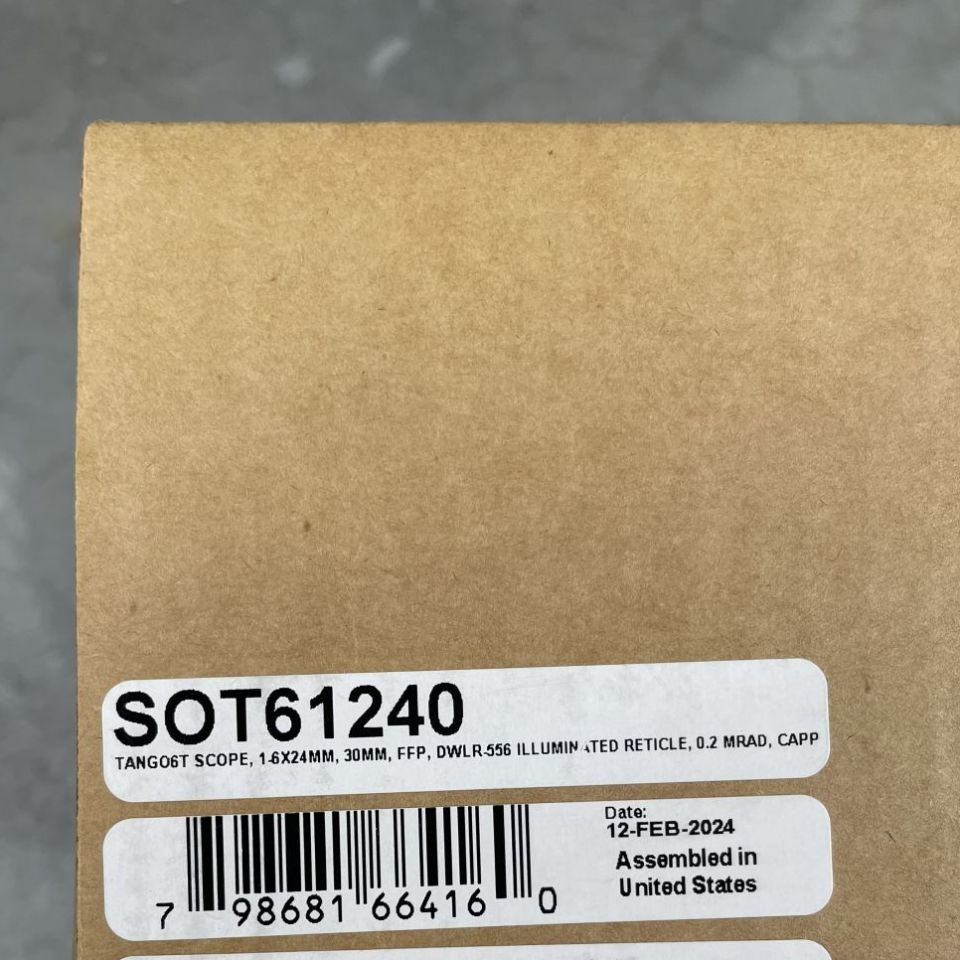 SOT61240
TANGO6T SCOPE, 1-6X24MM, 30MM, FFP, DWLR-556 ILLUMINATED RETICLE, 0.2 MRAD, CAPP
Date:
12-FEB-2024
Assembled in
United States
7 98681 66416 0